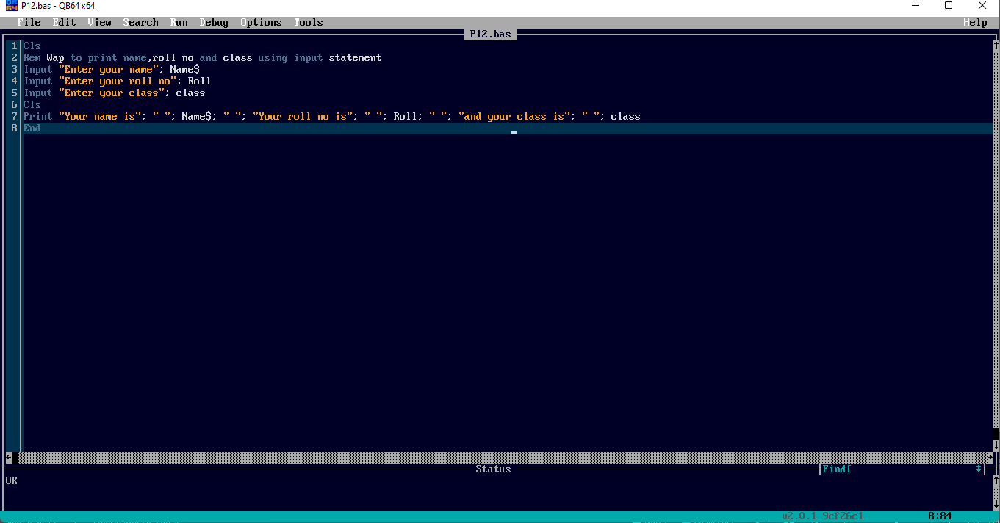 P12.bas - QB64 x64
File Edit View Search Run Debug Options Tools Help
P12.bas
1 Cls
2 Rem Wap to print name,roll no and class using input statement
3 Input "Enter your name"; Name$
4 Input "Enter your roll no"; Roll
5 Input "Enter your class"; class
6 Cls
7 Print "Your name is"; " "; Name$; " "; "Your roll no is"; " "; Roll; " "; "and your class is"; " "; class
8 End
Status
Find[
OK
v2.0.1 9cf26c1 8:84